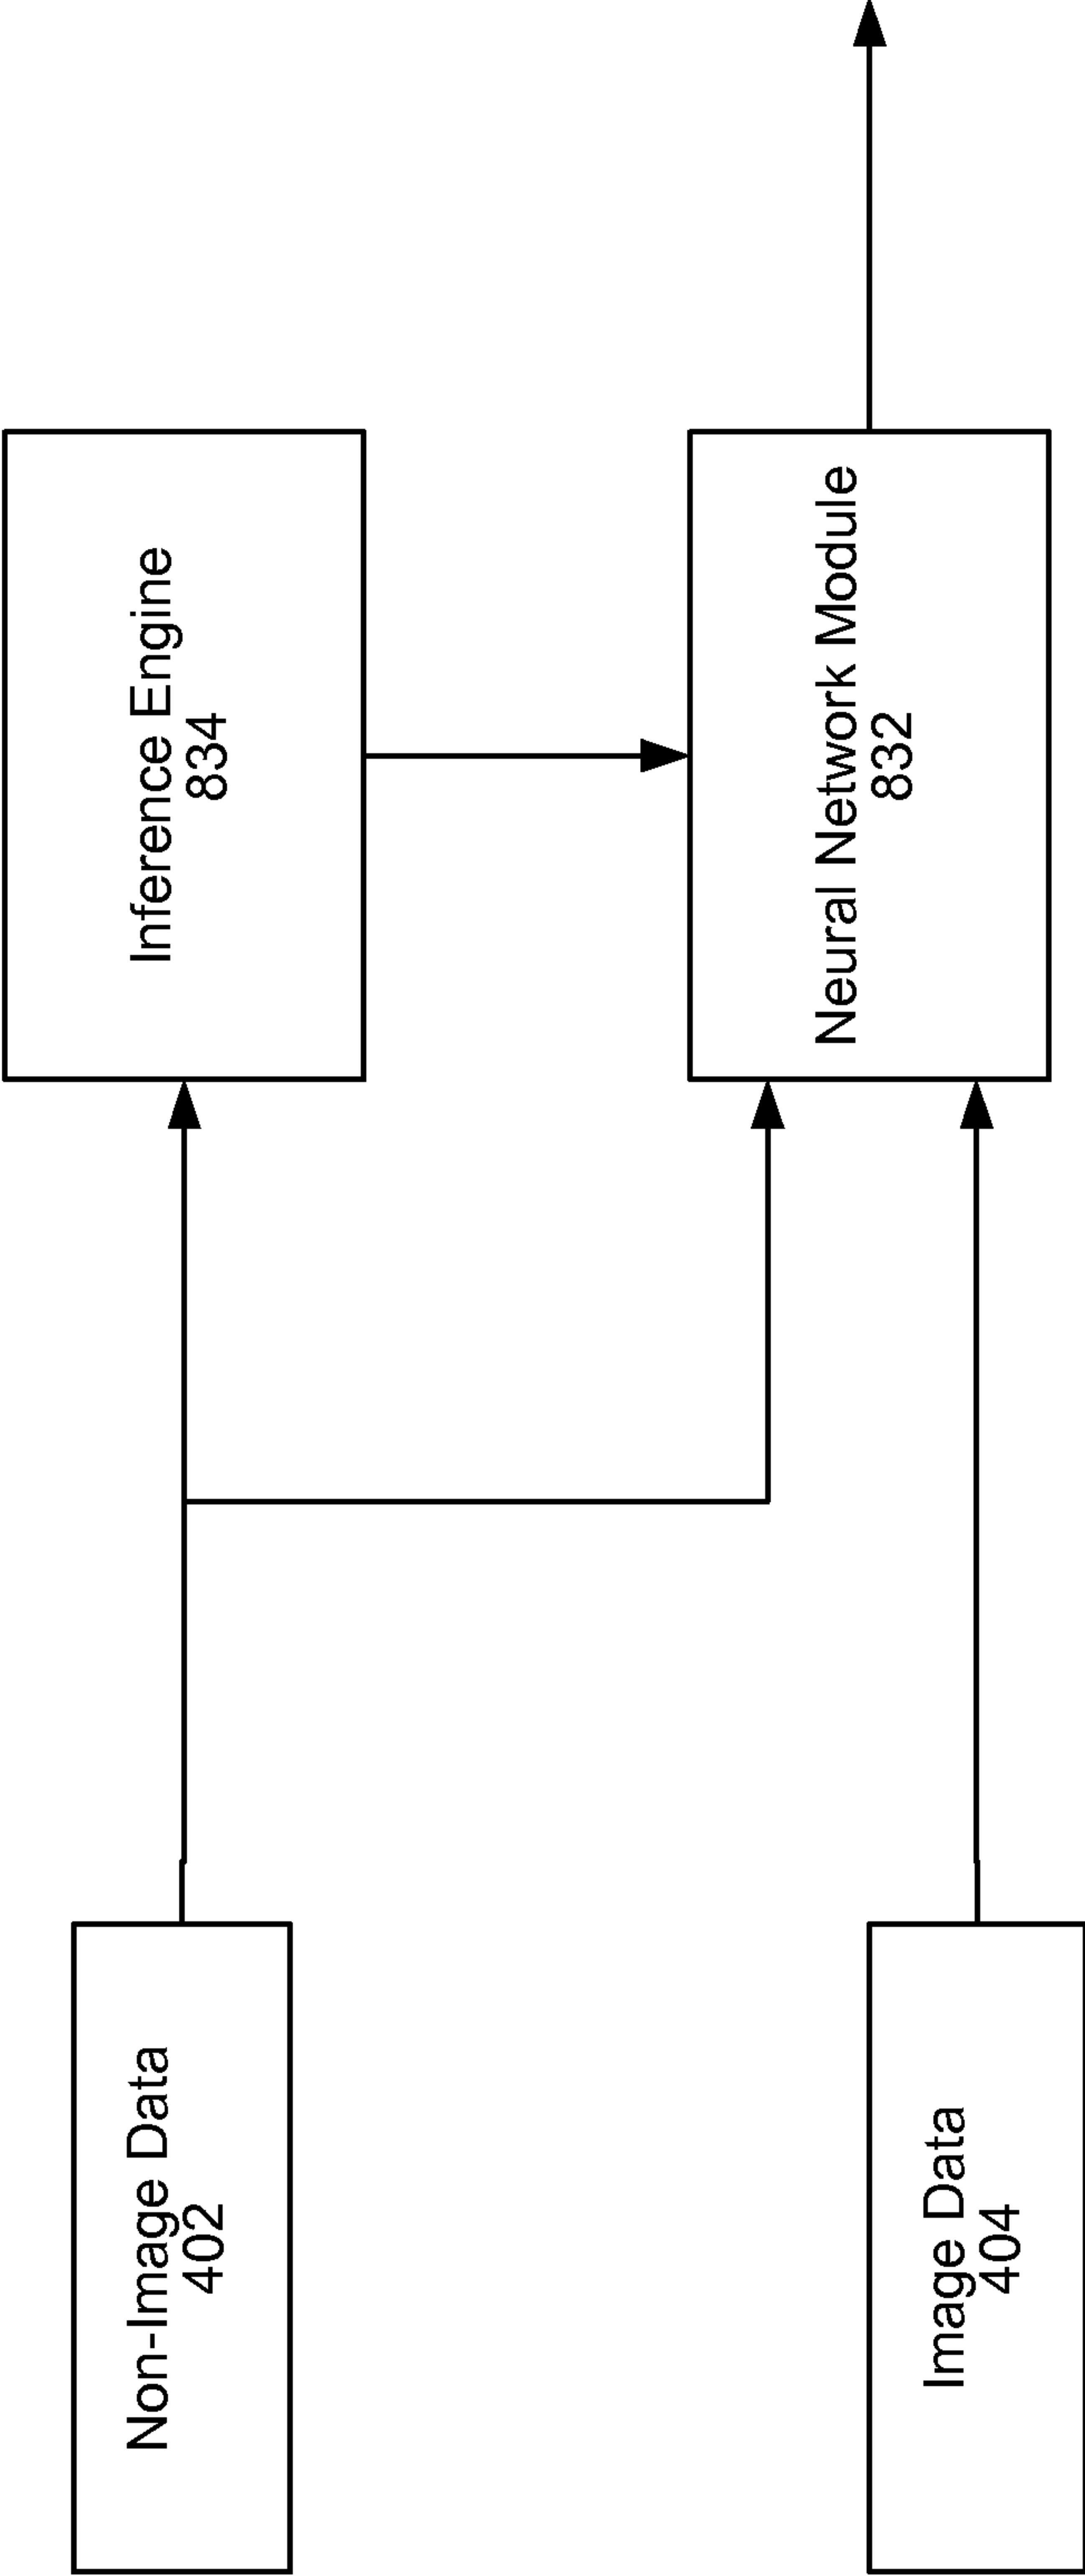 Non-Image Data
402
Inference Engine
834
Image Data
404
Neural Network Module
832